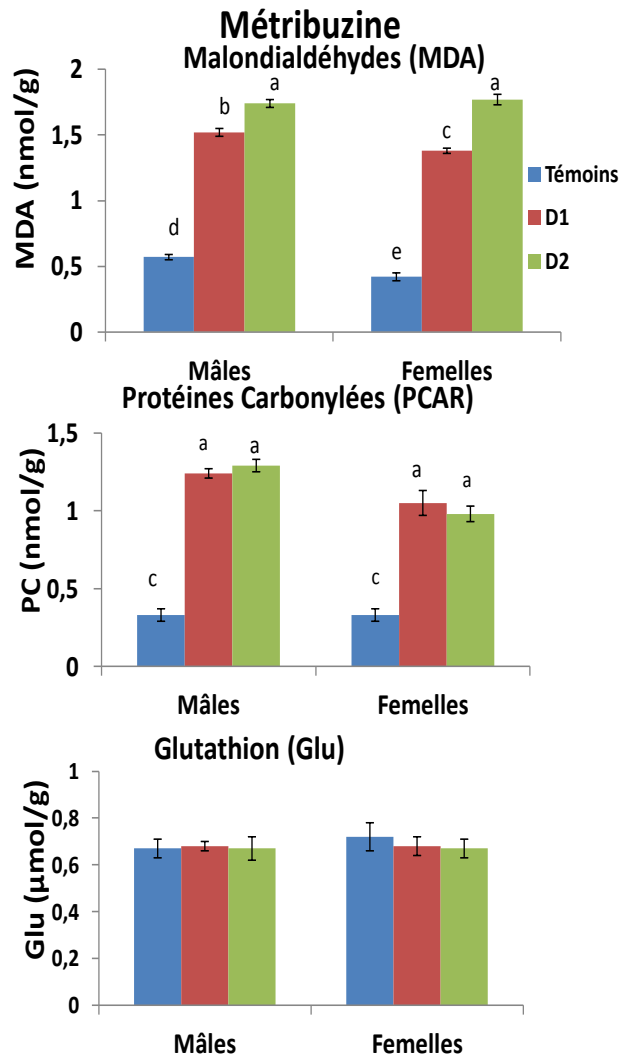 Métribuzine
Malondialdéhydes (MDA)
MDA (nmol/g)
2
1,5
1
0,5
0
d
b
a
e
c
a
Témoins
D1
D2
Mâles
Femelles
Protéines Carbonylées (PCAR)
PC (nmol/g)
1,5
1
0,5
0
c
a
a
c
a
a
Mâles
Femelles
Glutathion (Glu)
Glu (µmol/g)
1
0,8
0,6
0,4
0,2
0
Mâles
Femelles